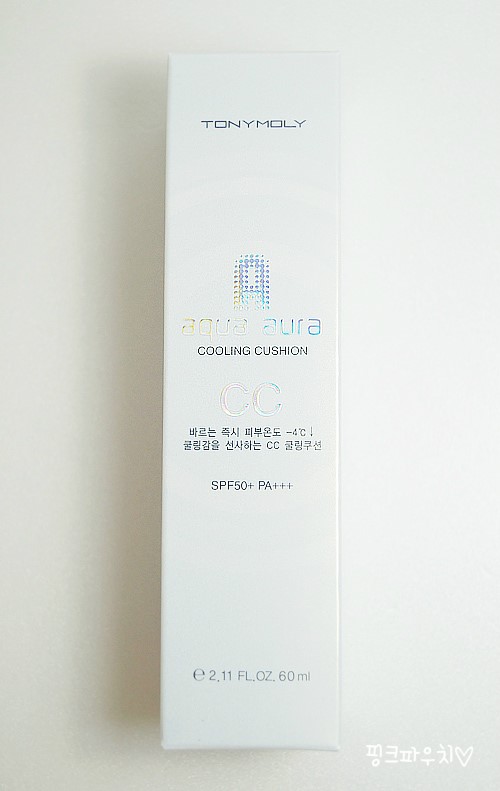 TONYMOLY
aqua aura
COOLING CUSHION
CC
바르는 즉시 피부온도 -4℃↓
쿨링감을 선사하는 CC 쿨링쿠션
SPF50+ PA+++
℮ 2.11 FL.OZ. 60ml
핑크파우치♡